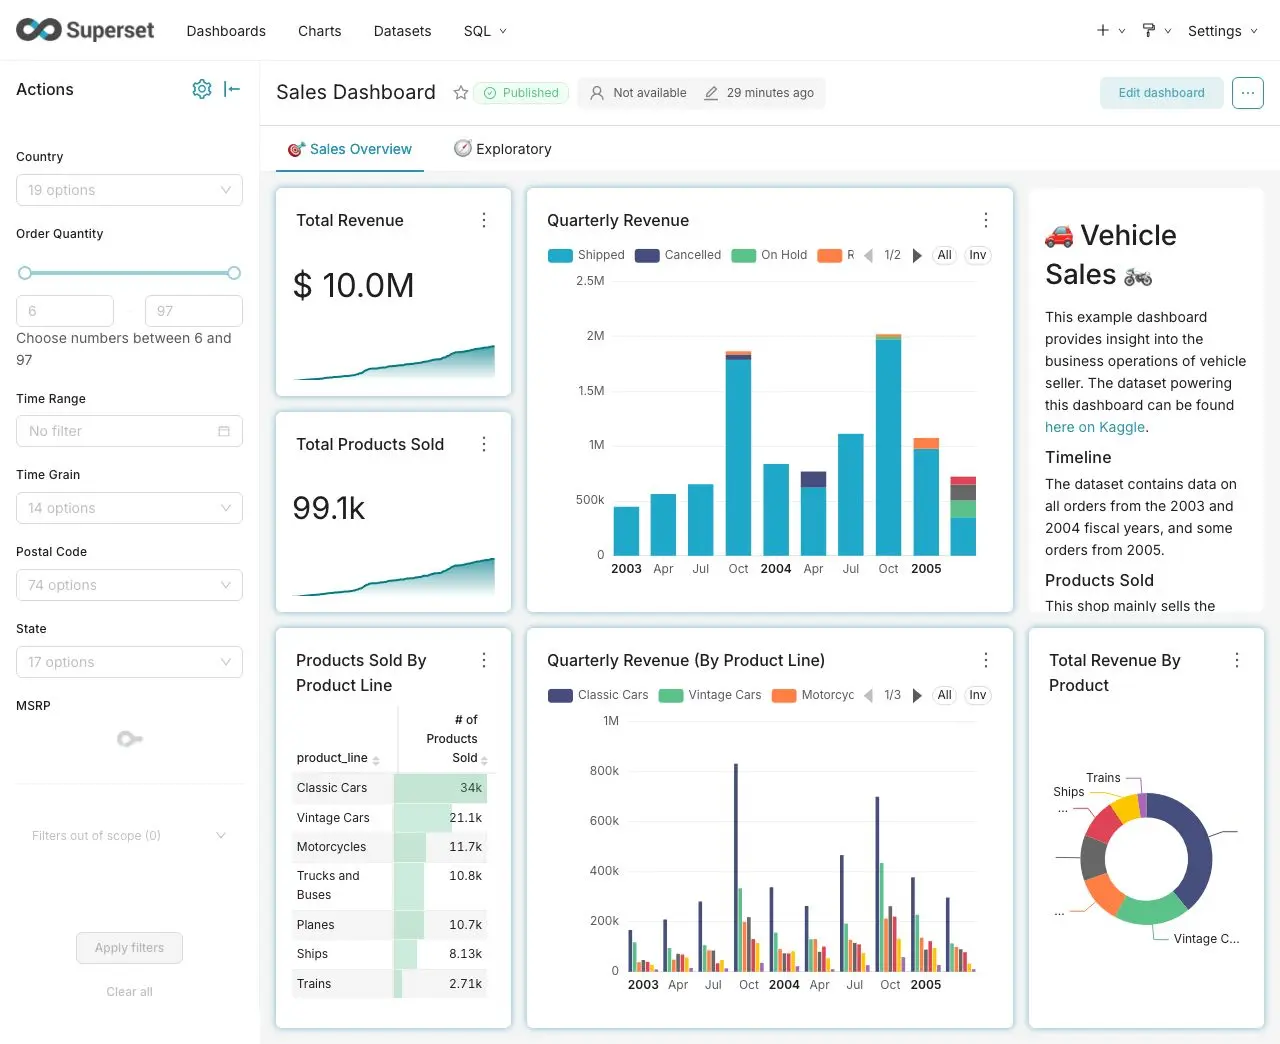 Superset
Dashboards
Charts
Datasets
SQL
Settings
Actions
Country
19 options
Order Quantity
6
97
Choose numbers between 6 and
97
Time Range
No filter
Time Grain
14 options
Postal Code
74 options
State
17 options
MSRP
Filters out of scope (0)
Apply filters
Clear all
Sales Dashboard
Published
Not available
29 minutes ago
Edit dashboard
Sales Overview
Exploratory
Total Revenue
$ 10.0M
Total Products Sold
99.1k
Quarterly Revenue
Shipped
Cancelled
On Hold
R
1/2
All
Inv
2.5M
2M
1.5M
1M
500k
0
2003
Apr
Jul
Oct
2004
Apr
Jul
Oct
2005
Vehicle
Sales
This example dashboard
provides insight into the
business operations of vehicle
seller. The dataset powering
this dashboard can be found
here on Kaggle.
Timeline
The dataset contains data on
all orders from the 2003 and
2004 fiscal years, and some
orders from 2005.
Products Sold
This shop mainly sells the
Products Sold By
Product Line
product_line
# of
Products
Sold
Classic Cars 34k
Vintage Cars 21.1k
Motorcycles 11.7k
Trucks and 10.8k
Buses
Planes 10.7k
Ships 8.13k
Trains 2.71k
Quarterly Revenue (By Product Line)
Classic Cars
Vintage Cars
Motorcyc
1/3
All
Inv
1M
800k
600k
400k
200k
0
2003
Apr
Jul
Oct
2004
Apr
Jul
Oct
2005
Total Revenue By
Product
Trains
Ships
...
...
Vintage C...